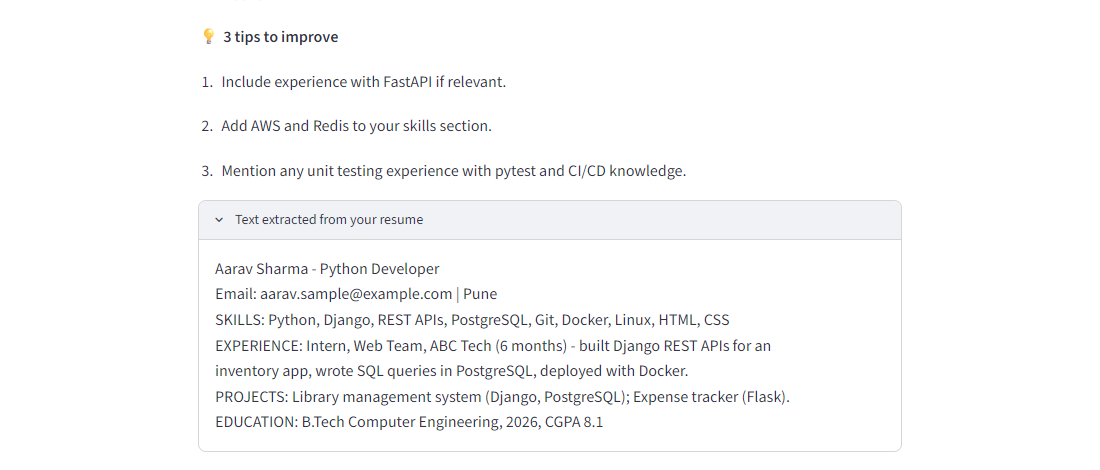 💡 3 tips to improve
1. Include experience with FastAPI if relevant.
2. Add AWS and Redis to your skills section.
3. Mention any unit testing experience with pytest and CI/CD knowledge.
Text extracted from your resume
Aarav Sharma - Python Developer
Email: aarav.sample@example.com | Pune
SKILLS: Python, Django, REST APIs, PostgreSQL, Git, Docker, Linux, HTML, CSS
EXPERIENCE: Intern, Web Team, ABC Tech (6 months) - built Django REST APIs for an
inventory app, wrote SQL queries in PostgreSQL, deployed with Docker.
PROJECTS: Library management system (Django, PostgreSQL); Expense tracker (Flask).
EDUCATION: B.Tech Computer Engineering, 2026, CGPA 8.1